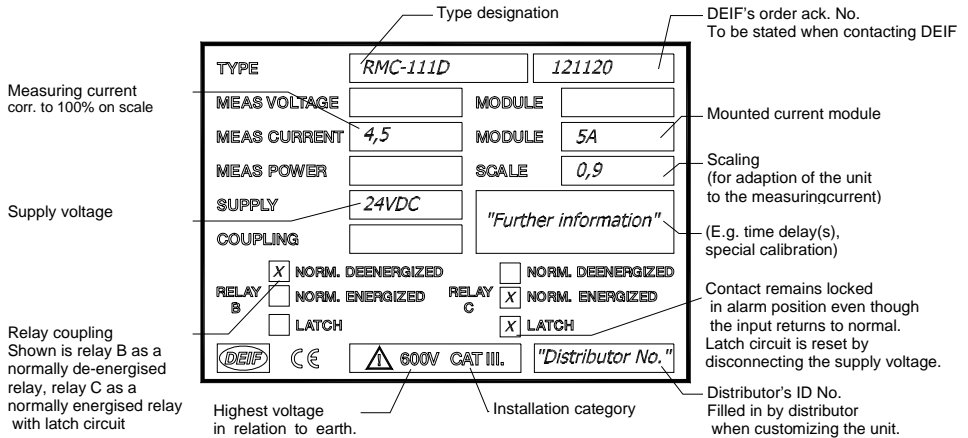 Type designation
DEIF's order ack. No.
To be stated when contacting DEIF
TYPE RMC-111D 121120
Measuring current
corr. to 100% on scale
MEAS VOLTAGE MODULE
MEAS CURRENT 4,5 MODULE 5A
Mounted current module
MEAS POWER SCALE 0,9
Scaling
(for adaption of the unit
to the measuringcurrent)
Supply voltage
SUPPLY 24VDC
"Further information"
COUPLING
(E.g. time delay(s),
special calibration)
X NORM. DEENERGIZED NORM. DEENERGIZED
RELAY B NORM. ENERGIZED RELAY C X NORM. ENERGIZED
LATCH X LATCH
Contact remains locked
in alarm position even though
the input returns to normal.
Latch circuit is reset by
disconnecting the supply voltage.
Relay coupling
Shown is relay B as a
normally de-energised
relay, relay C as a
normally energised relay
with latch circuit
DEIF CE 600V CAT III. "Distributor No."
Highest voltage
in relation to earth.
Installation category
Distributor's ID No.
Filled in by distributor
when customizing the unit.